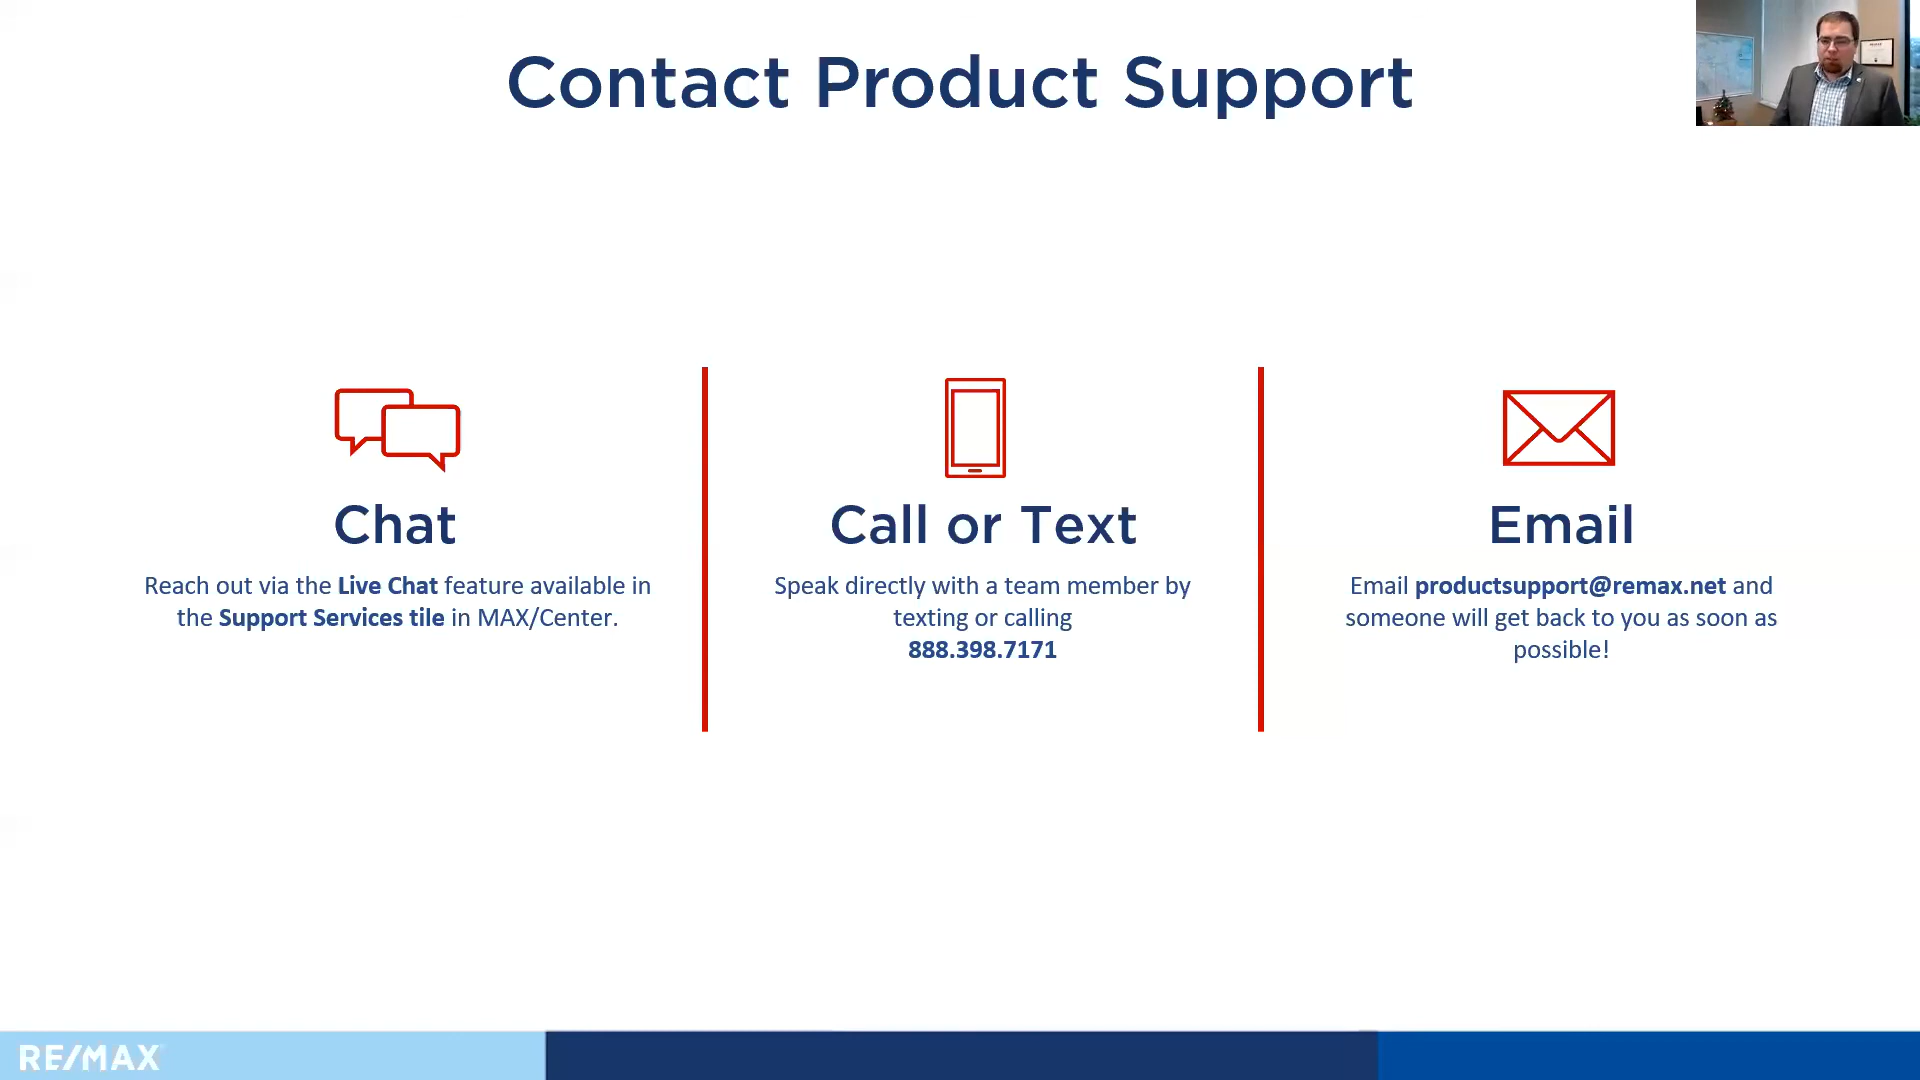 Contact Product Support
Chat
Reach out via the Live Chat feature available in
the Support Services tile in MAX/Center.
Call or Text
Speak directly with a team member by
texting or calling
888.398.7171
Email
Email productsupport@remax.net and
someone will get back to you as soon as
possible!
RE/MAX